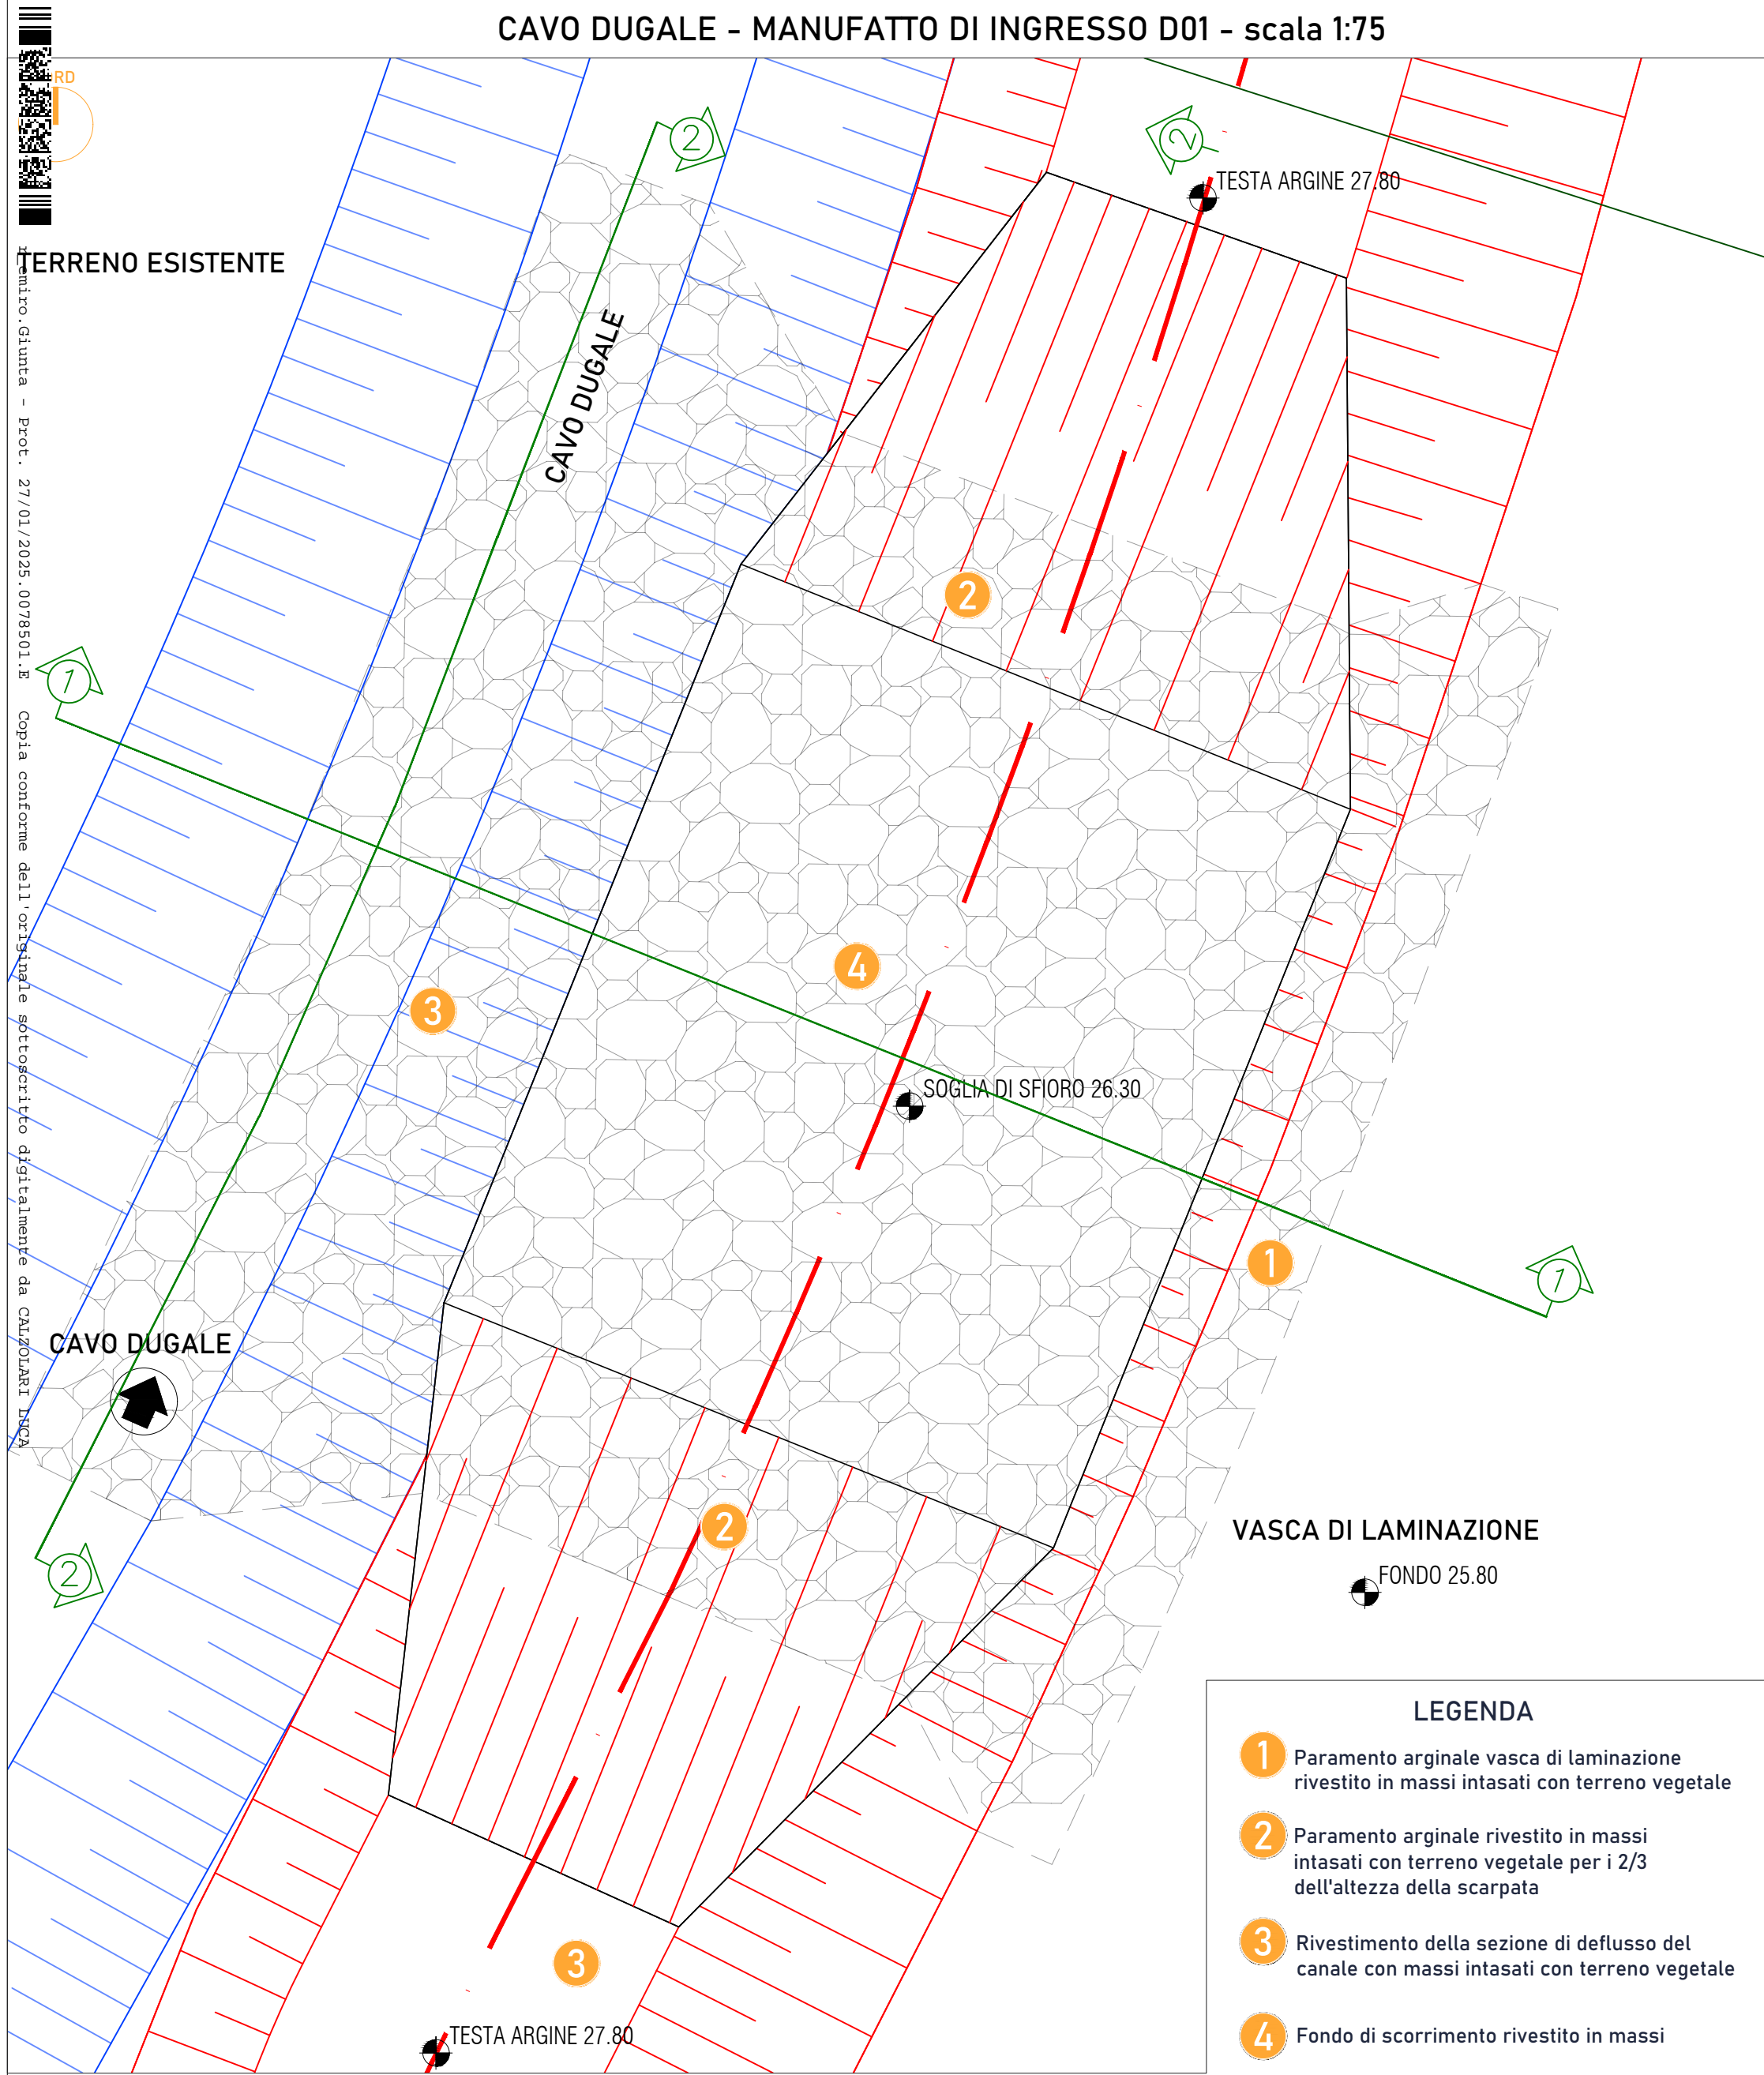 CAVO DUGALE - MANUFATTO DI INGRESSO D01 - scala 1:75
RD
2
2
TESTA ARGINE 27.80
TERRENO ESISTENTE
r_emiro.Giunta - Prot. 27/01/2025.0078501.E Copia conforme dell'originale sottoscritto digitalmente da CALZOLARI LUCA
CAVO DUGALE
2
1
4
3
SOGLIA DI SFIORO 26.30
1
1
CAVO DUGALE
2
2
VASCA DI LAMINAZIONE
FONDO 25.80
3
TESTA ARGINE 27.80
LEGENDA
1 Paramento arginale vasca di laminazione
rivestito in massi intasati con terreno vegetale
2 Paramento arginale rivestito in massi
intasati con terreno vegetale per i 2/3
dell'altezza della scarpata
3 Rivestimento della sezione di deflusso del
canale con massi intasati con terreno vegetale
4 Fondo di scorrimento rivestito in massi